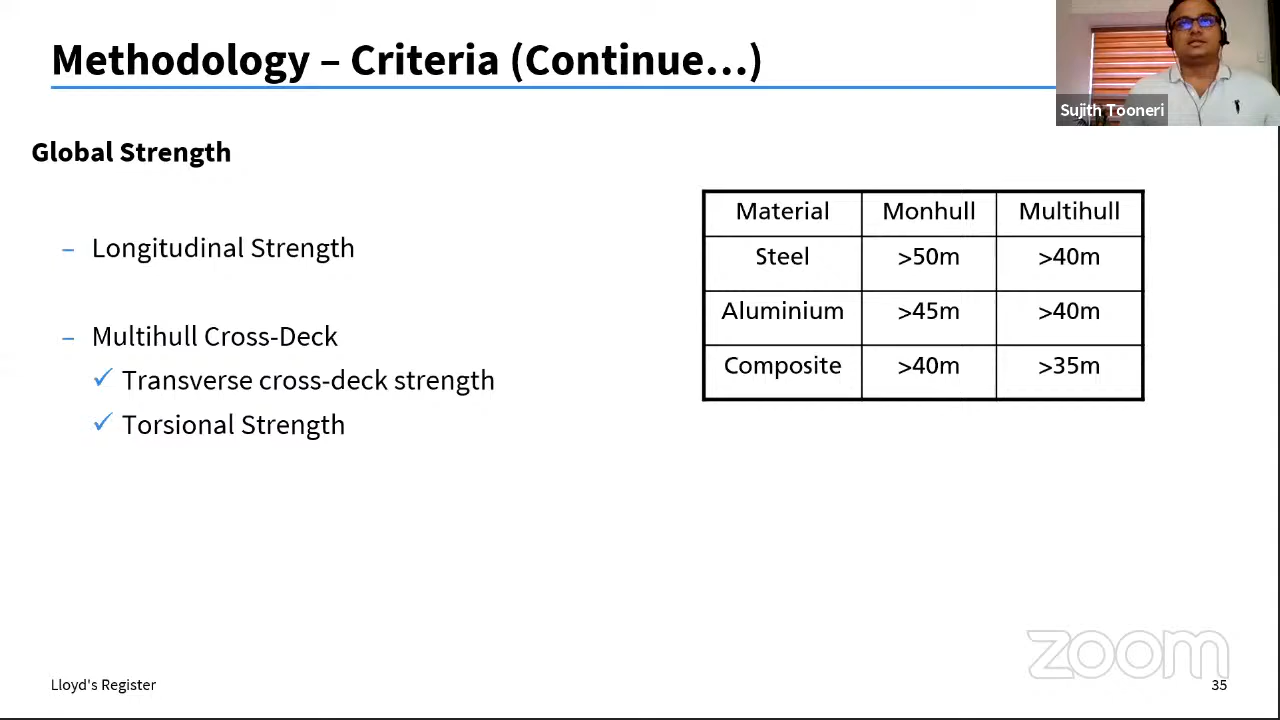 Methodology – Criteria (Continue...)
Sujith Tooneri
Global Strength
– Longitudinal Strength
– Multihull Cross-Deck
✓ Transverse cross-deck strength
✓ Torsional Strength
Material Monhull Multihull
Steel >50m >40m
Aluminium >45m >40m
Composite >40m >35m
zoom
Lloyd's Register
35